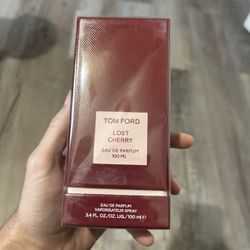 TOM FORD
LOST
CHERRY
EAU DE PARFUM
100 ML
EAU DE PARFUM
VAPORISATEUR SPRAY
3.4 FL.OZ./OZ. LIQ./100 ml ℮